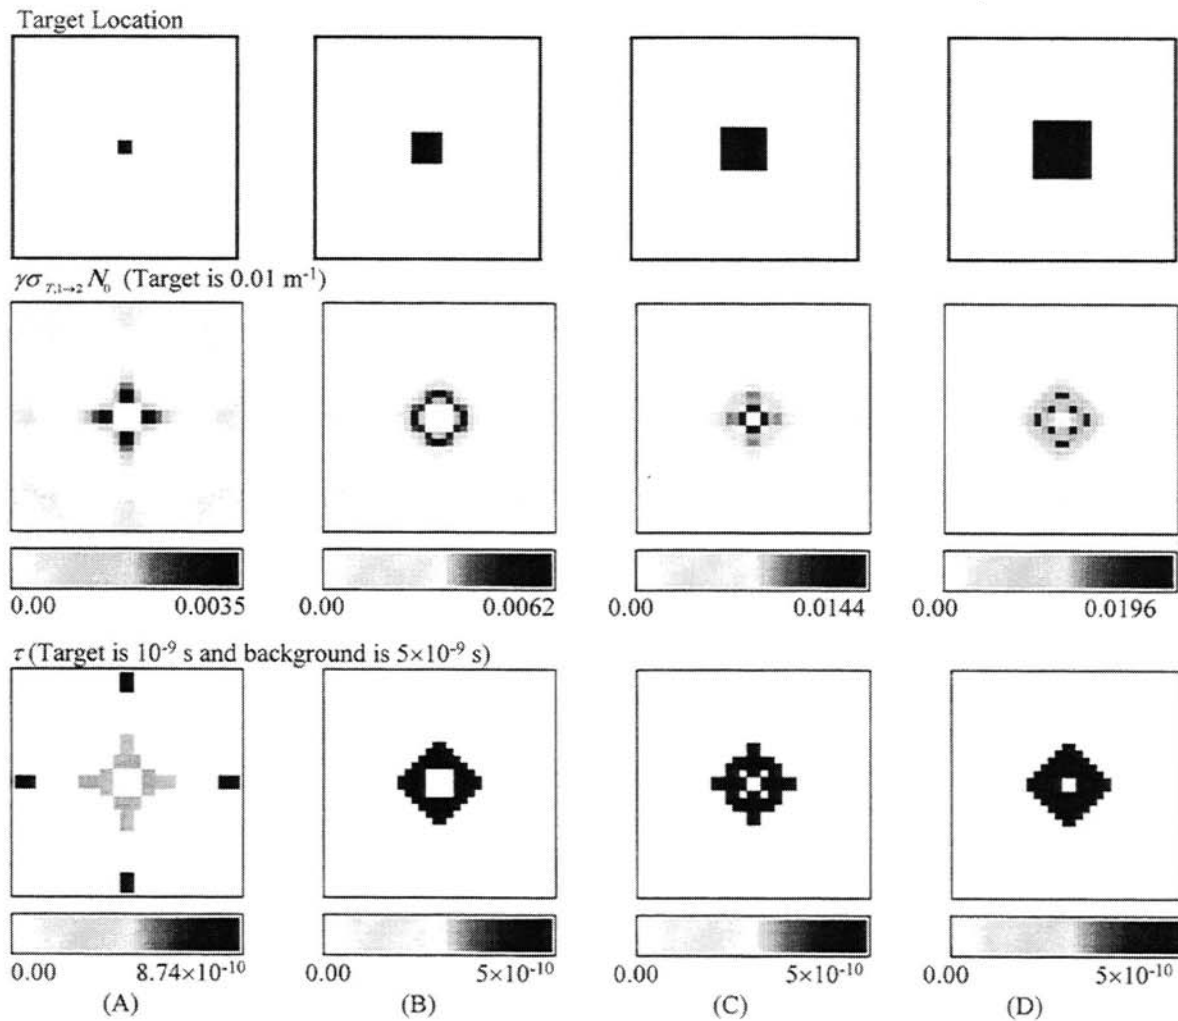 Target Location
γσ_{T,1→2} N_0 (Target is 0.01 m⁻¹)
0.00 0.0035 0.00 0.0062 0.00 0.0144 0.00 0.0196
τ (Target is 10⁻⁹ s and background is 5×10⁻⁹ s)
0.00 8.74×10⁻¹⁰ 0.00 5×10⁻¹⁰ 0.00 5×10⁻¹⁰ 0.00 5×10⁻¹⁰
(A) (B) (C) (D)